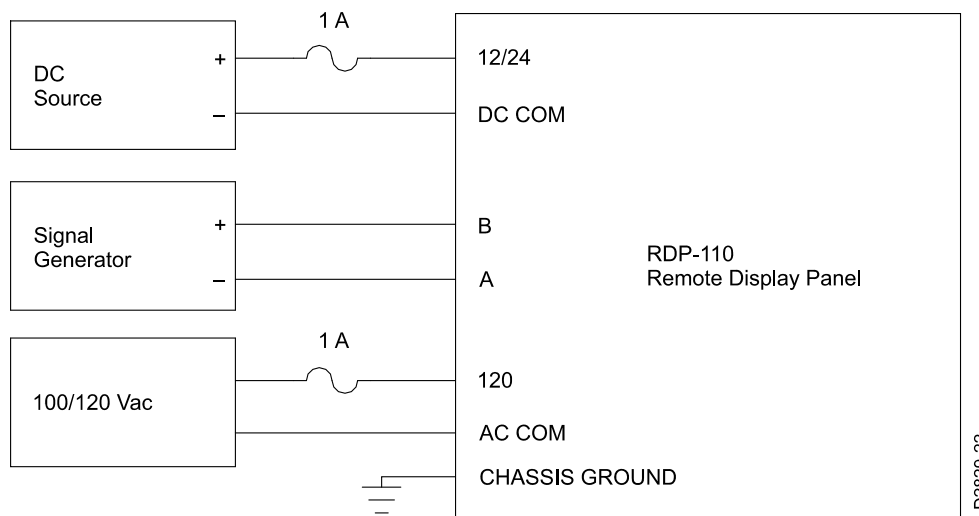 1 A
DC
Source
+
–
12/24
DC COM
Signal
Generator
+
–
B
A
RDP-110
Remote Display Panel
1 A
100/120 Vac
120
AC COM
CHASSIS GROUND